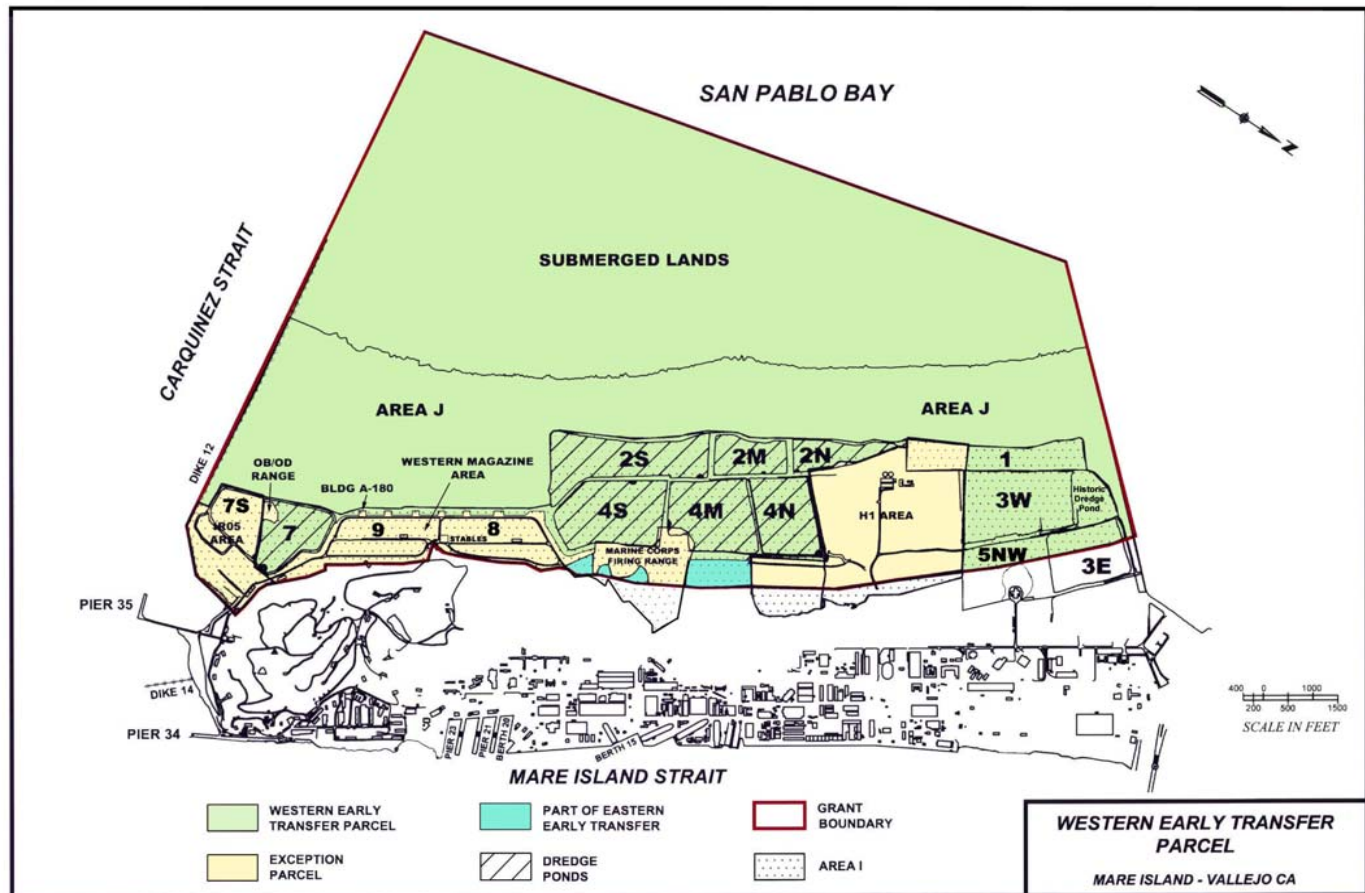 SAN PABLO BAY
N
CARQUINEZ STRAIT
SUBMERGED LANDS
AREA J
AREA J
DIKE 12
OB/OD
RANGE
WESTERN MAGAZINE
AREA
BLDG A-180
2S
2M
2N
1
7S
IR05
AREA
7
9
8
STABLES
4S
4M
4N
H1 AREA
3W
Historic
Dredge
Pond
MARINE CORPS
FIRING RANGE
5NW
3E
PIER 35
DIKE 14
PIER 34
PIER 23
PIER 21
BERTH 20
BERTH 15
400 0 1000
200 500 1500
SCALE IN FEET
MARE ISLAND STRAIT
WESTERN EARLY
TRANSFER PARCEL
PART OF EASTERN
EARLY TRANSFER
GRANT
BOUNDARY
EXCEPTION
PARCEL
DREDGE
PONDS
AREA I
WESTERN EARLY TRANSFER
PARCEL
MARE ISLAND - VALLEJO CA